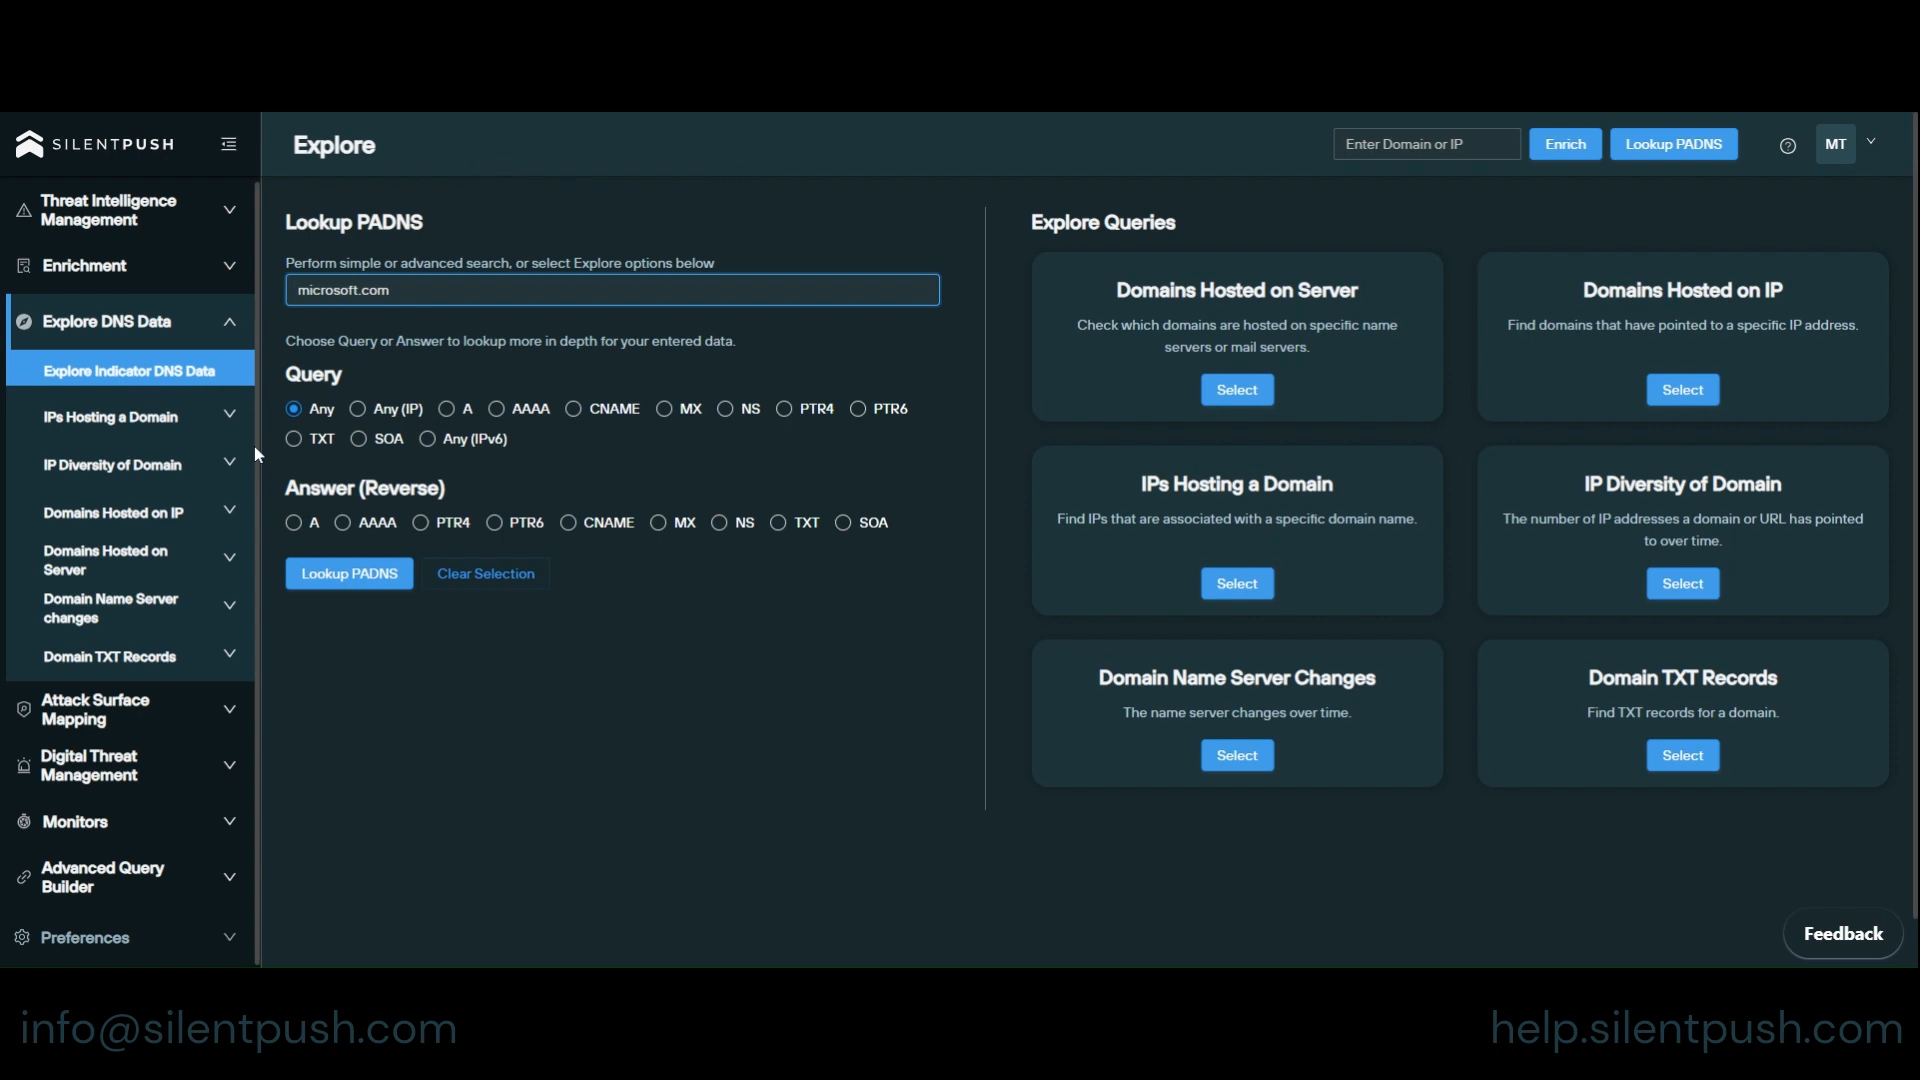 SILENTPUSH
Explore
Enter Domain or IP
Enrich
Lookup PADNS
MT
Threat Intelligence
Management
Enrichment
Explore DNS Data
Explore Indicator DNS Data
IPs Hosting a Domain
IP Diversity of Domain
Domains Hosted on IP
Domains Hosted on
Server
Domain Name Server
changes
Domain TXT Records
Attack Surface
Mapping
Digital Threat
Management
Monitors
Advanced Query
Builder
Preferences
Lookup PADNS
Perform simple or advanced search, or select Explore options below
microsoft.com
Choose Query or Answer to lookup more in depth for your entered data.
Query
Any Any (IP) A AAAA CNAME MX NS PTR4 PTR6
TXT SOA Any (IPv6)
Answer (Reverse)
A AAAA PTR4 PTR6 CNAME MX NS TXT SOA
Lookup PADNS Clear Selection
Explore Queries
Domains Hosted on Server
Check which domains are hosted on specific name
servers or mail servers.
Select
Domains Hosted on IP
Find domains that have pointed to a specific IP address.
Select
IPs Hosting a Domain
Find IPs that are associated with a specific domain name.
Select
IP Diversity of Domain
The number of IP addresses a domain or URL has pointed
to over time.
Select
Domain Name Server Changes
The name server changes over time.
Select
Domain TXT Records
Find TXT records for a domain.
Select
Feedback
info@silentpush.com
help.silentpush.com